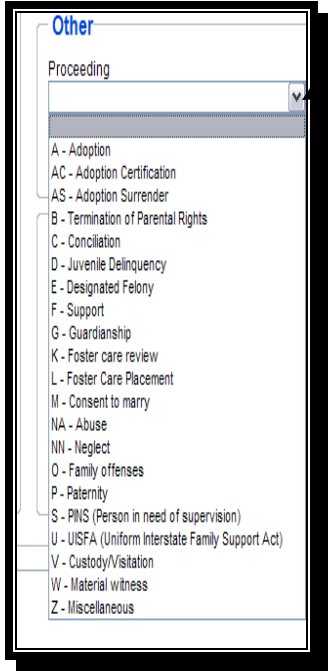 Other
Proceeding
A - Adoption
AC - Adoption Certification
AS - Adoption Surrender
B - Termination of Parental Rights
C - Conciliation
D - Juvenile Delinquency
E - Designated Felony
F - Support
G - Guardianship
K - Foster care review
L - Foster Care Placement
M - Consent to marry
NA - Abuse
NN - Neglect
O - Family offenses
P - Paternity
S - PINS (Person in need of supervision)
U - UISFA (Uniform Interstate Family Support Act)
V - Custody/Visitation
W - Material witness
Z - Miscellaneous